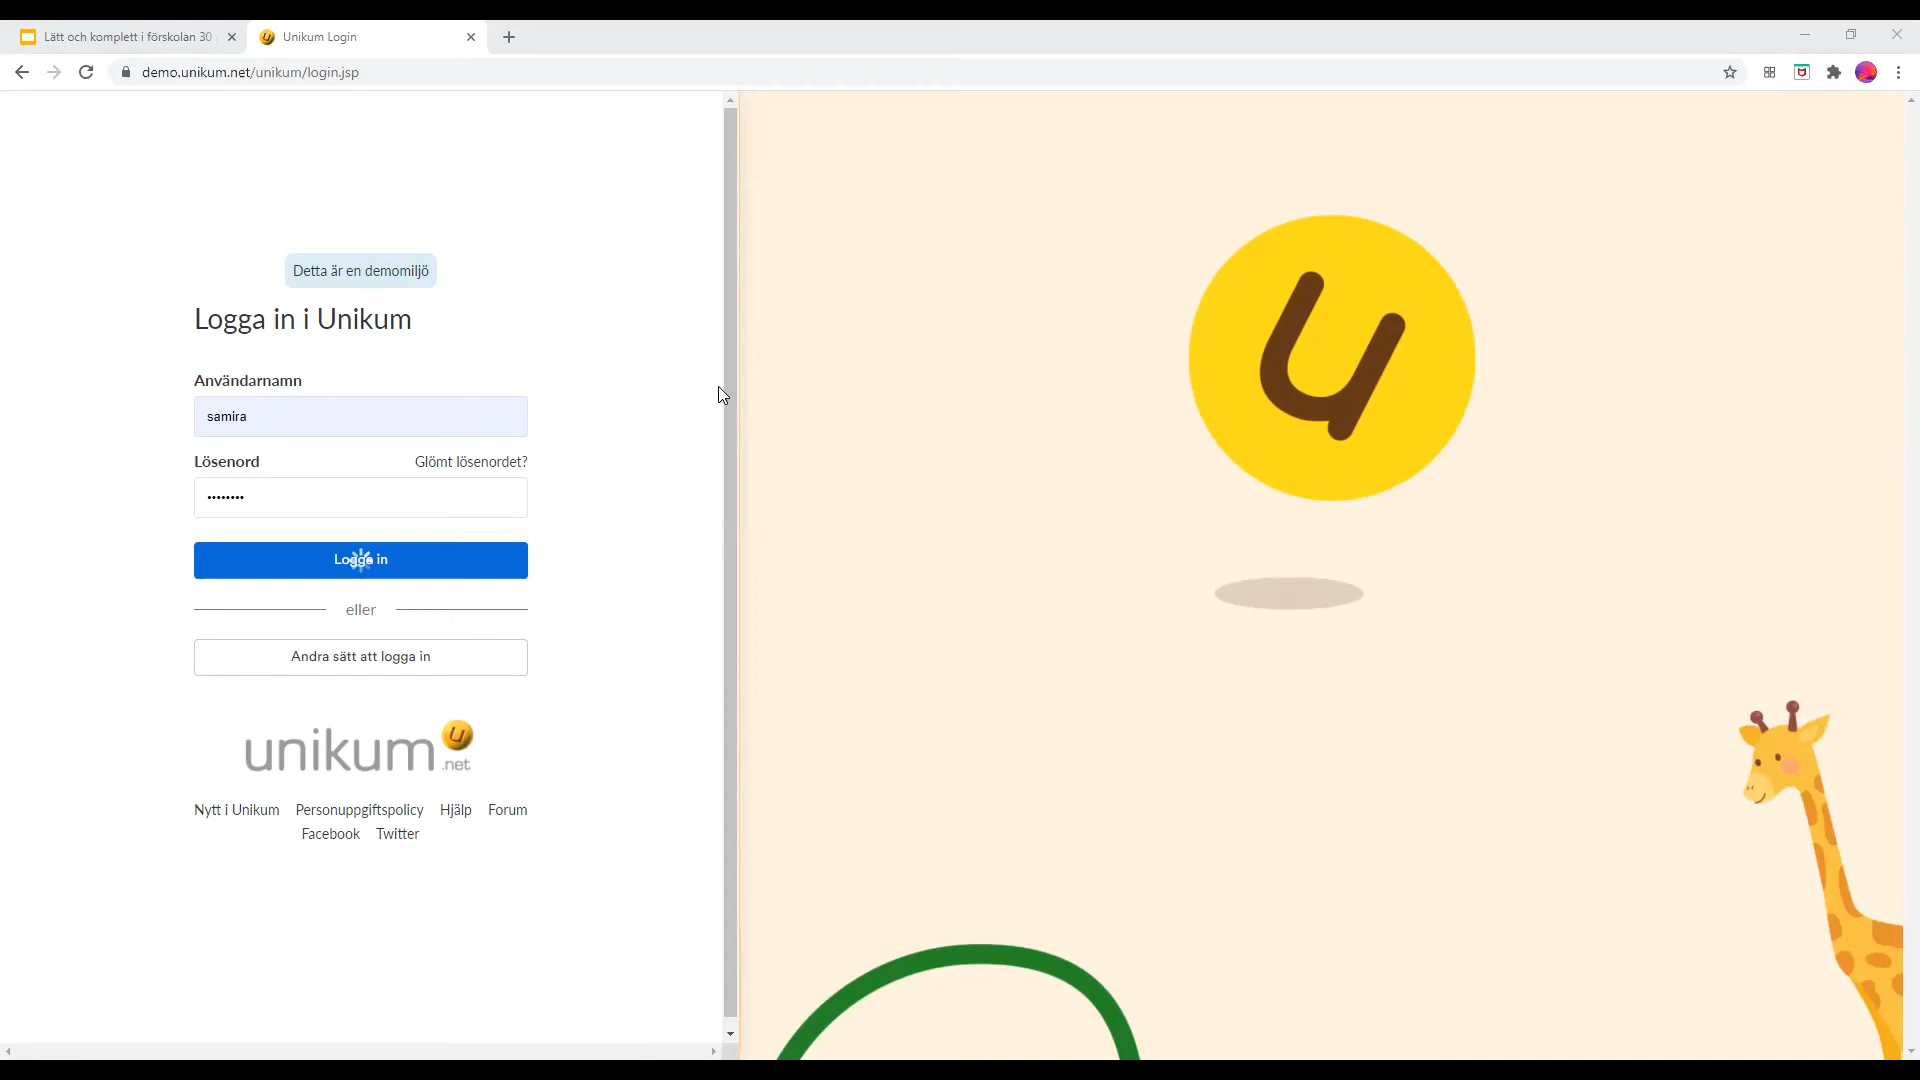 Lätt och komplett i förskolan 30
Unikum Login
demo.unikum.net/unikum/login.jsp
Detta är en demomiljö
Logga in i Unikum
Användarnamn
samira
Lösenord Glömt lösenordet?
••••••••
Logga in
eller
Andra sätt att logga in
unikum.net
Nytt i Unikum Personuppgiftspolicy Hjälp Forum
Facebook Twitter